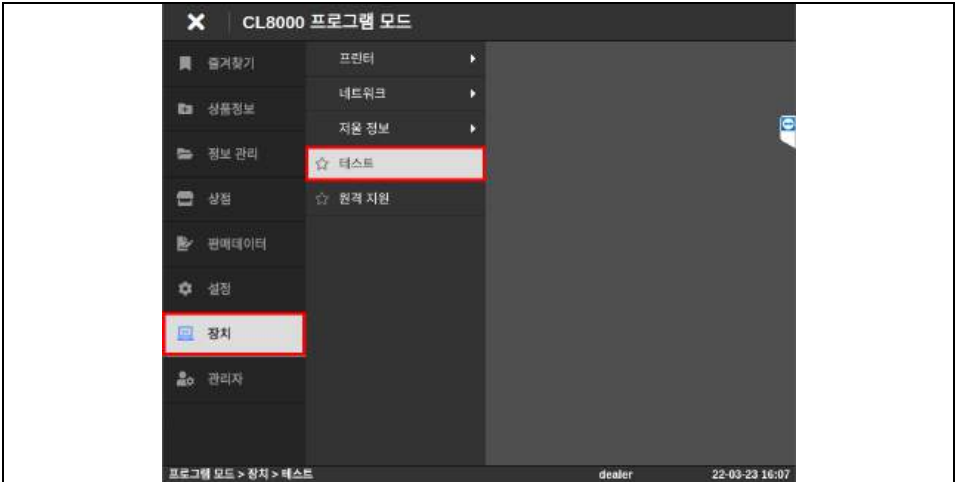 CL8000 프로그램 모드
즐겨찾기
상품정보
정보 관리
상점
판매데이터
설정
장치
관리자
프린터
네트워크
저울 정보
테스트
원격 지원
프로그램 모드 > 장치 > 테스트
dealer
22-03-23 16:07